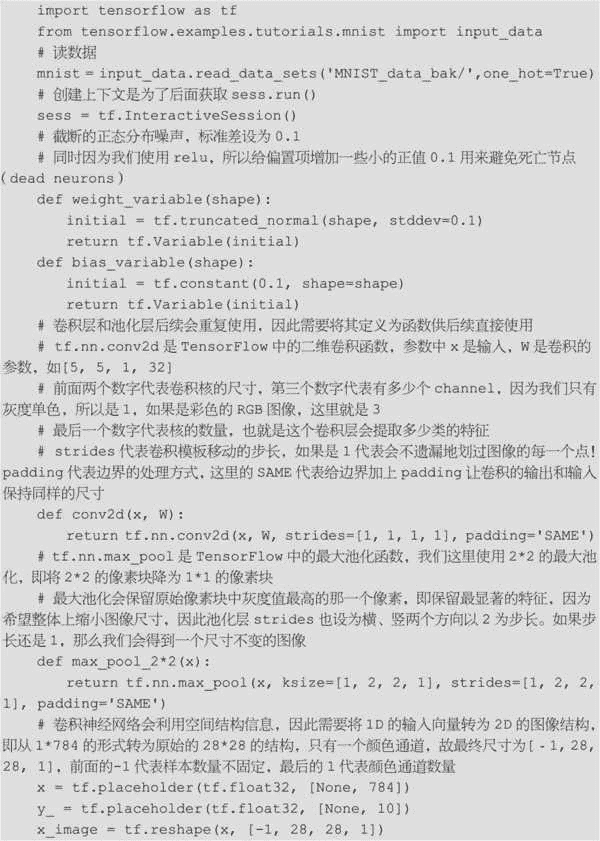 import tensorflow as tf
from tensorflow.examples.tutorials.mnist import input_data
# 读数据
mnist = input_data.read_data_sets('MNIST_data_bak/',one_hot=True)
# 创建上下文是为了后面获取 sess.run()
sess = tf.InteractiveSession()
# 截断的正态分布噪声，标准差设为 0.1
# 同时因为我们使用 relu，所以给偏置项增加一些小的正值 0.1 用来避免死亡节点
(dead neurons)
def weight_variable(shape):
initial = tf.truncated_normal(shape, stddev=0.1)
return tf.Variable(initial)
def bias_variable(shape):
initial = tf.constant(0.1, shape=shape)
return tf.Variable(initial)
# 卷积层和池化层后续会重复使用，因此需要将其定义为函数供后续直接使用
# tf.nn.conv2d 是 TensorFlow 中的二维卷积函数，参数中 x 是输入，W 是卷积的
参数，如[5, 5, 1, 32]
# 前面两个数字代表卷积核的尺寸，第三个数字代表有多少个 channel，因为我们只有
灰度单色，所以是 1，如果是彩色的 RGB 图像，这里就是 3
# 最后一个数字代表核的数量，也就是这个卷积层会提取多少类的特征
# strides 代表卷积模板移动的步长，如果是 1 代表会不遗漏地划过图像的每一个点!
padding 代表边界的处理方式，这里的 SAME 代表给边界加上 padding 让卷积的输出和输入
保持同样的尺寸
def conv2d(x, W):
return tf.nn.conv2d(x, W, strides=[1, 1, 1, 1], padding='SAME')
# tf.nn.max_pool 是 TensorFlow 中的最大池化函数，我们这里使用 2*2 的最大池
化，即将 2*2 的像素块降为 1*1 的像素块
# 最大池化会保留原始像素块中灰度值最高的那一个像素，即保留最显著的特征，因为
希望整体上缩小图像尺寸，因此池化层 strides 也设为横、竖两个方向以 2 为步长。如果步
长还是 1，那么我们会得到一个尺寸不变的图像
def max_pool_2*2(x):
return tf.nn.max_pool(x, ksize=[1, 2, 2, 1], strides=[1, 2, 2,
1], padding='SAME')
# 卷积神经网络会利用空间结构信息，因此需要将 1D 的输入向量转为 2D 的图像结构，
即从 1*784 的形式转为原始的 28*28 的结构，只有一个颜色通道，故最终尺寸为[-1, 28,
28, 1]，前面的-1 代表样本数量不固定，最后的 1 代表颜色通道数量
x = tf.placeholder(tf.float32, [None, 784])
y_ = tf.placeholder(tf.float32, [None, 10])
x_image = tf.reshape(x, [-1, 28, 28, 1])